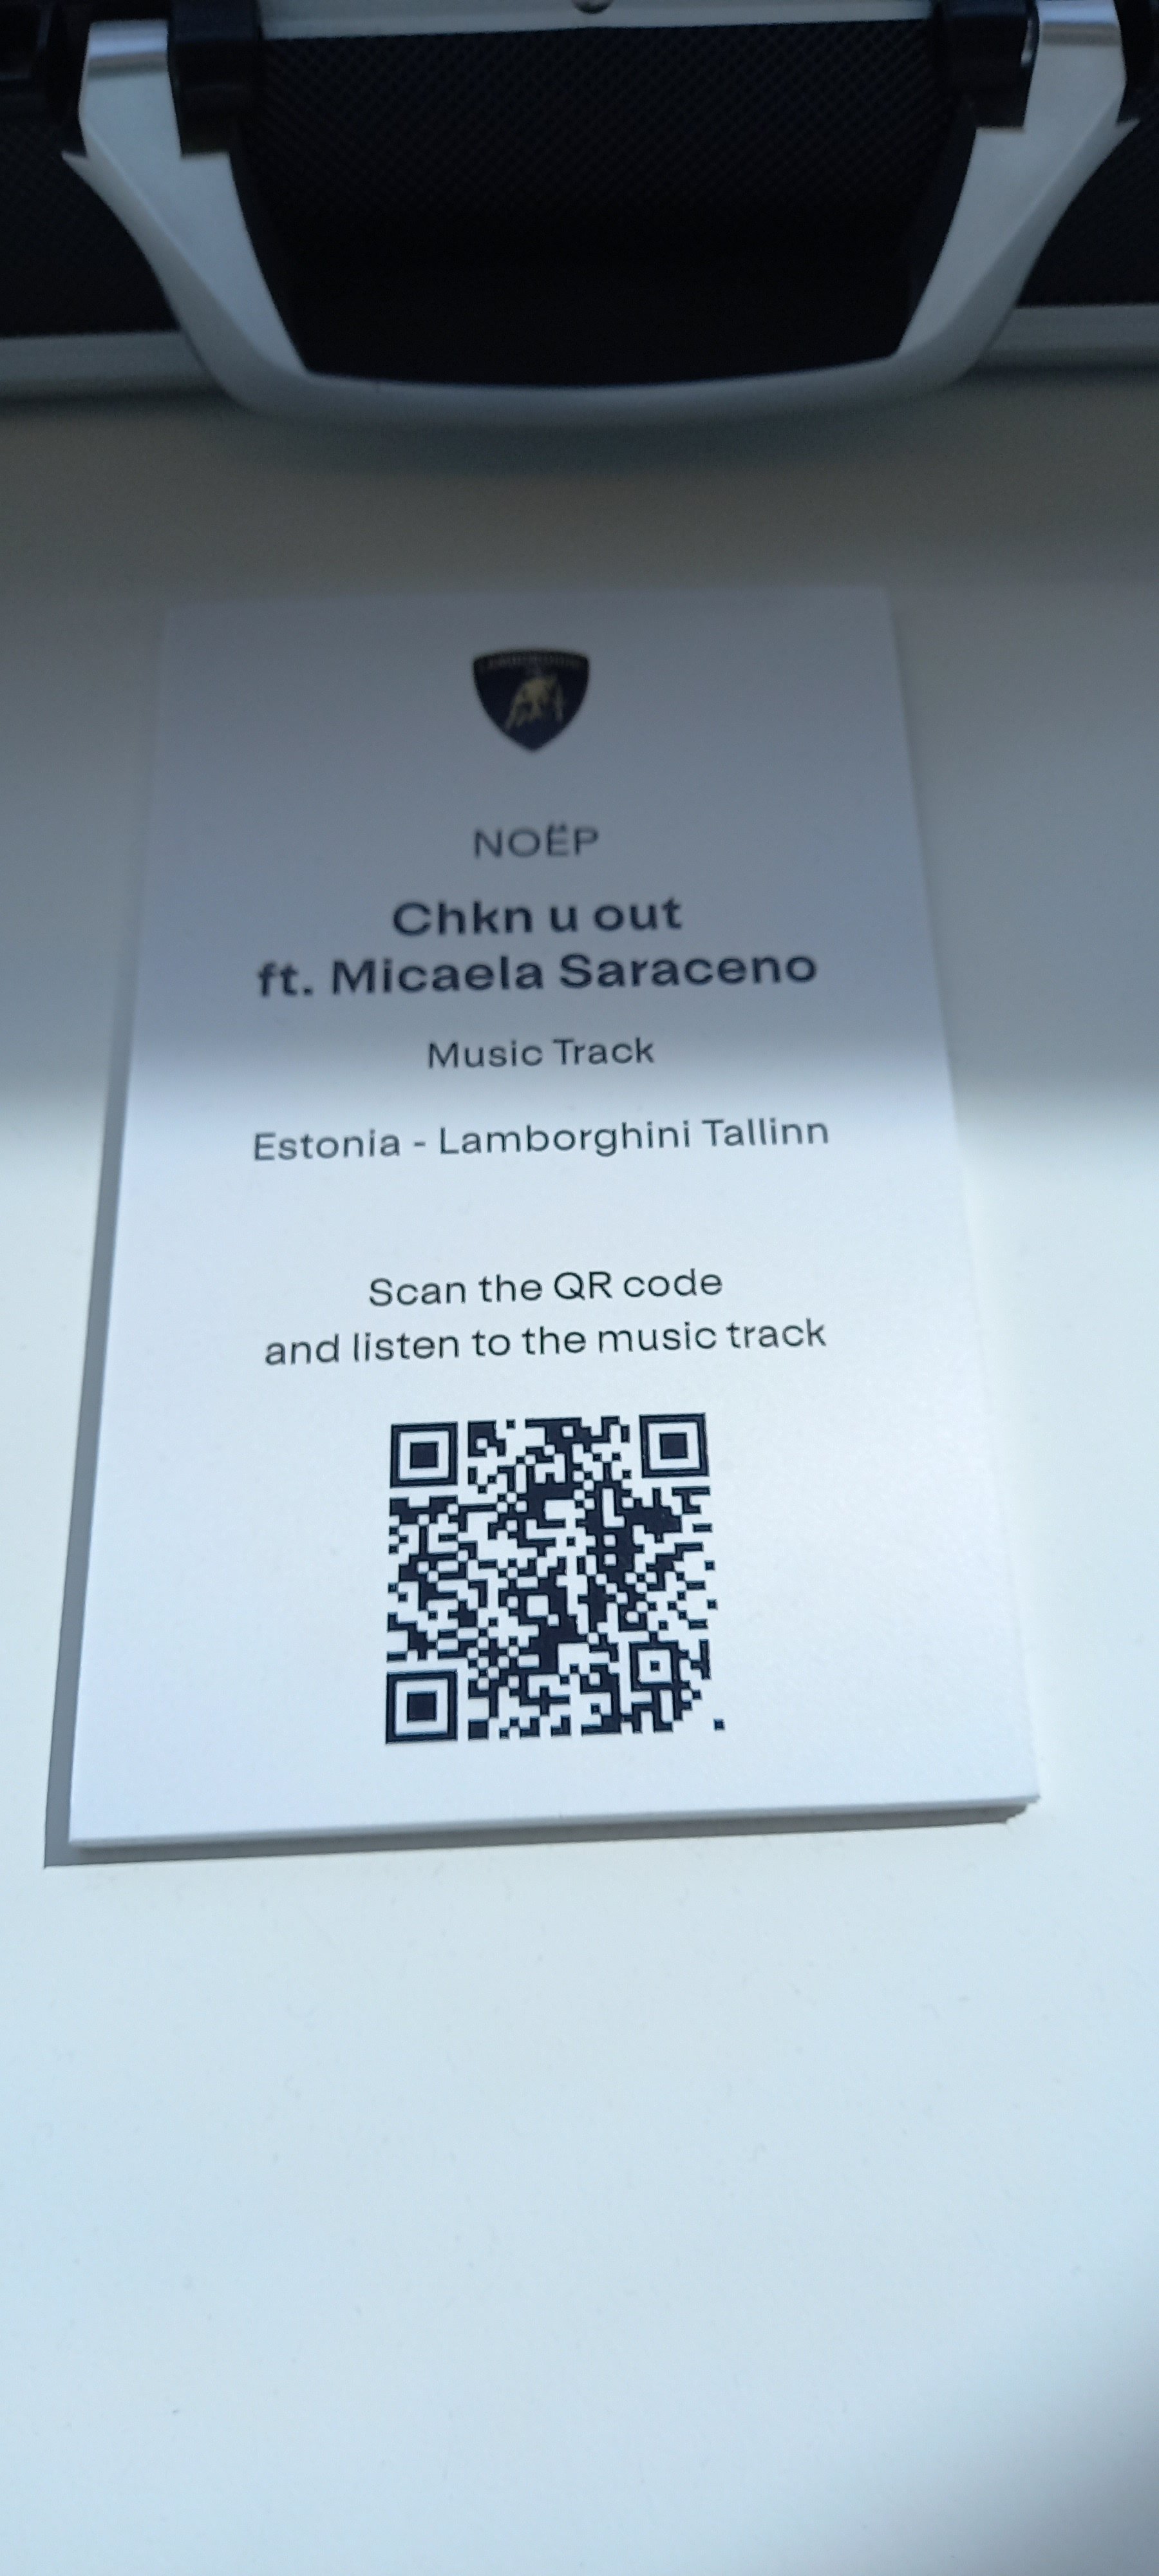 NOËP
Chkn u out
ft. Micaela Saraceno
Music Track
Estonia - Lamborghini Tallinn
Scan the QR code
and listen to the music track